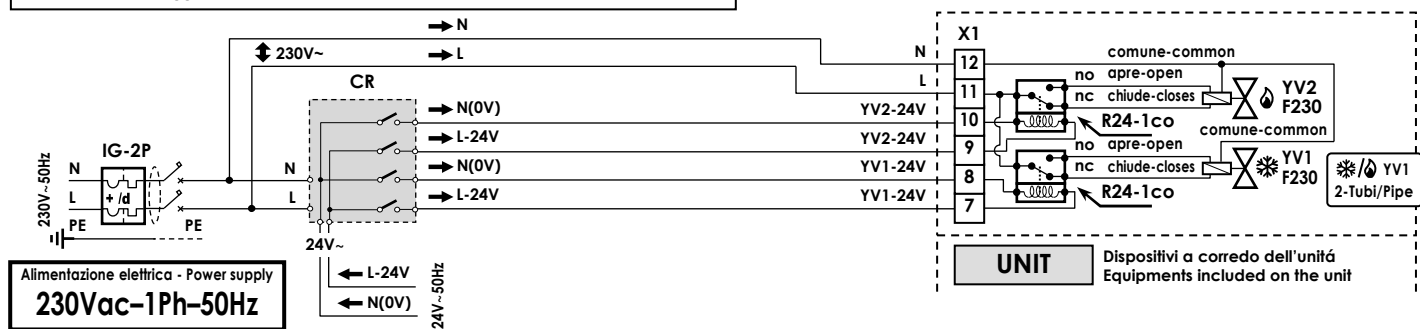 N
230V~
L
CR
N(0V)
L-24V
N(0V)
L-24V
IG-2P
N
L
PE
230V~50Hz
+ /d
PE
N
L
24V~
L-24V
N(0V)
24V~50Hz
Alimentazione elettrica - Power supply
230Vac–1Ph–50Hz
X1
N
12
L
11
YV2-24V
10
YV2-24V
9
YV1-24V
8
YV1-24V
7
comune-common
no apre-open
nc chiude-closes
YV2
F230
R24-1co
comune-common
no apre-open
nc chiude-closes
YV1
F230
R24-1co
/ YV1
2-Tubi/Pipe
UNIT
Dispositivi a corredo dell'unitá
Equipments included on the unit